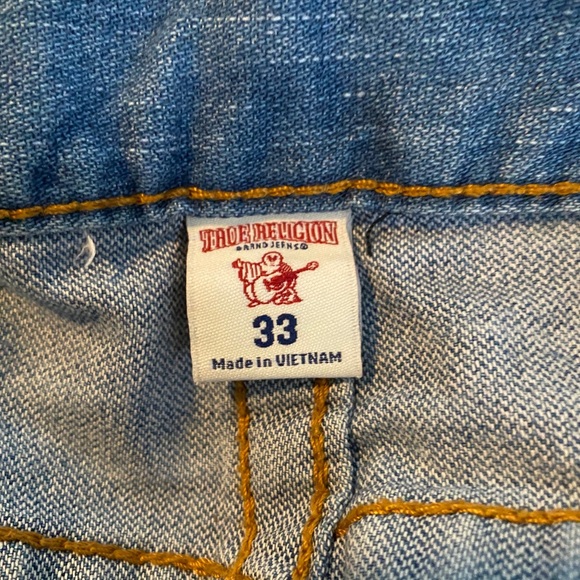 TRUE RELIGION
BRAND JEANS®
33
Made in VIETNAM